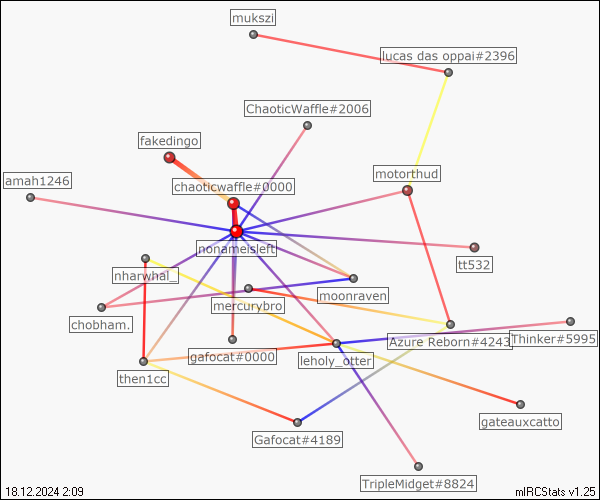 mukszi
lucas das oppai#2396
ChaoticWaffle#2006
fakedingo
amah1246
chaoticwaffle#0000
motorthud
nonameisleft
tt532
nharwhal_
moonraven
mercurybro
chobham.
Azure Reborn#4243
Thinker#5995
gafocat#0000
leholy_otter
then1cc
gateauxcatto
Gafocat#4189
TripleMidget#8824
18.12.2024 2:09
mIRCStats v1.25